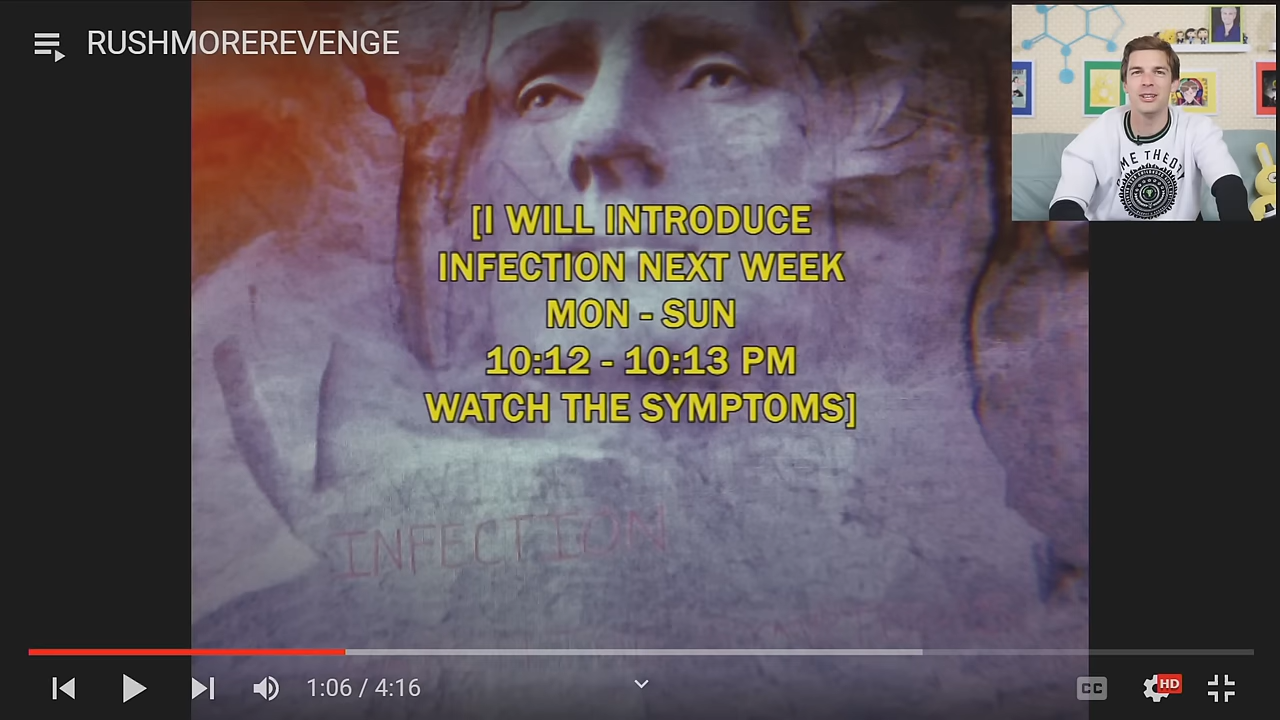 RUSHMOREREVENGE
[I WILL INTRODUCE
INFECTION NEXT WEEK
MON - SUN
10:12 - 10:13 PM
WATCH THE SYMPTOMS]
INFECTION
1:06 / 4:16
CC
HD